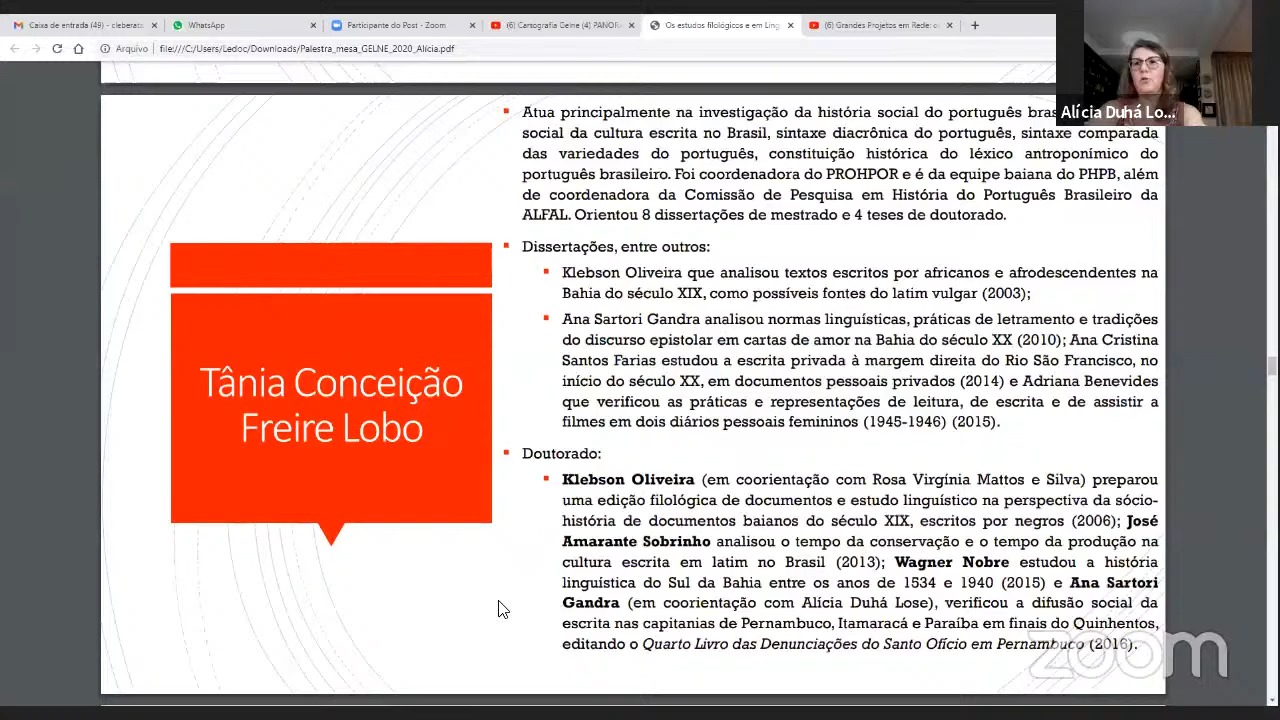 Caixa de entrada (49) - cleberata
WhatsApp
Participante do Post - Zoom
(6) Cartografia Gelne (4) PANOR
Os estudos filológicos e em Ling
(6) Grandes Projetos em Rede: o
Arquivo
file:///C:/Users/Ledoc/Downloads/Palestra_mesa_GELNE_2020_Alícia.pdf
Alícia Duhá Lo...
Tânia Conceição
Freire Lobo
Atua principalmente na investigação da história social do português bras
social da cultura escrita no Brasil, sintaxe diacrônica do português, sintaxe comparada
das variedades do português, constituição histórica do léxico antroponímico do
português brasileiro. Foi coordenadora do PROHPOR e é da equipe baiana do PHPB, além
de coordenadora da Comissão de Pesquisa em História do Português Brasileiro da
ALFAL. Orientou 8 dissertações de mestrado e 4 teses de doutorado.
Dissertações, entre outros:
Klebson Oliveira que analisou textos escritos por africanos e afrodescendentes na
Bahia do século XIX, como possíveis fontes do latim vulgar (2003);
Ana Sartori Gandra analisou normas linguísticas, práticas de letramento e tradições
do discurso epistolar em cartas de amor na Bahia do século XX (2010); Ana Cristina
Santos Farias estudou a escrita privada à margem direita do Rio São Francisco, no
início do século XX, em documentos pessoais privados (2014) e Adriana Benevides
que verificou as práticas e representações de leitura, de escrita e de assistir a
filmes em dois diários pessoais femininos (1945-1946) (2015).
Doutorado:
Klebson Oliveira (em coorientação com Rosa Virgínia Mattos e Silva) preparou
uma edição filológica de documentos e estudo linguístico na perspectiva da sócio-
história de documentos baianos do século XIX, escritos por negros (2006); José
Amarante Sobrinho analisou o tempo da conservação e o tempo da produção na
cultura escrita em latim no Brasil (2013); Wagner Nobre estudou a história
linguística do Sul da Bahia entre os anos de 1534 e 1940 (2015) e Ana Sartori
Gandra (em coorientação com Alícia Duhá Lose), verificou a difusão social da
escrita nas capitanias de Pernambuco, Itamaracá e Paraíba em finais do Quinhentos,
editando o Quarto Livro das Denunciações do Santo Ofício em Pernambuco (2016).
zoom